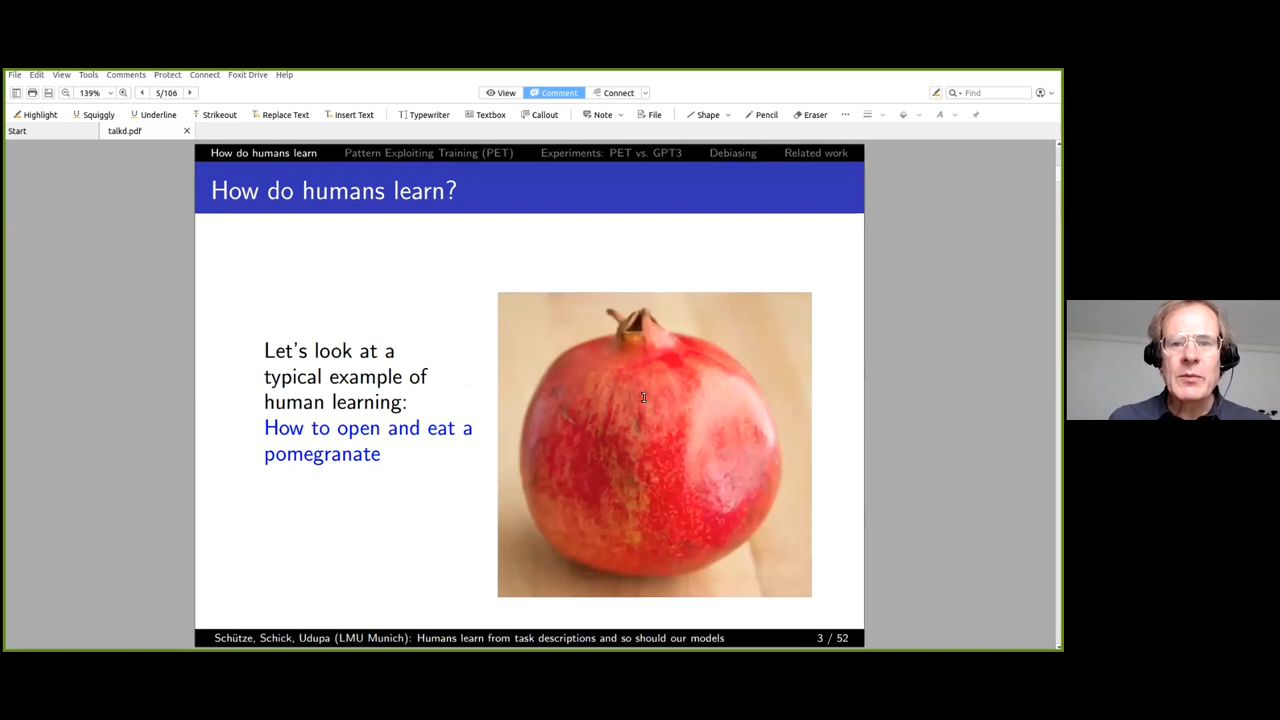 File Edit View Tools Comments Protect Connect Foxit Drive Help
139% 5/106 View Comment Connect Find
Highlight Squiggly Underline Strikeout Replace Text Insert Text Typewriter Textbox Callout Note File Shape Pencil Eraser
Start talkd.pdf
How do humans learn Pattern Exploiting Training (PET) Experiments: PET vs. GPT3 Debiasing Related work
How do humans learn?
Let's look at a
typical example of
human learning:
How to open and eat a
pomegranate
Schütze, Schick, Udupa (LMU Munich): Humans learn from task descriptions and so should our models 3 / 52